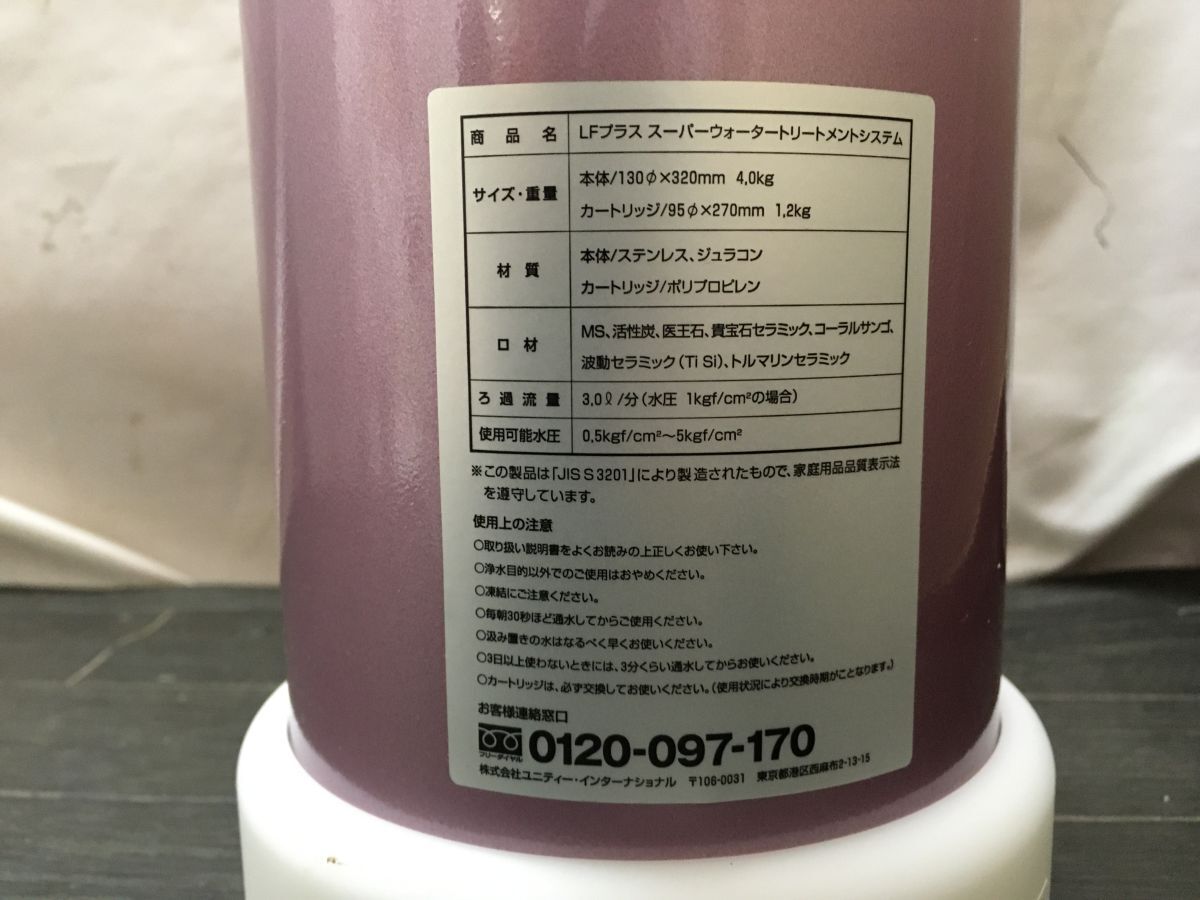 商品名 LFプラス スーパーウォータートリートメントシステム
サイズ・重量 本体/130φ×320mm 4,0kg
カートリッジ/95φ×270mm 1,2kg
材質 本体/ステンレス、ジュラコン
カートリッジ/ポリプロピレン
ロ材 MS、活性炭、医王石、貴宝石セラミック、コーラルサンゴ、
波動セラミック(Ti Si)、トルマリンセラミック
ろ過流量 3,0ℓ/分(水圧 1kgf/cm²の場合)
使用可能水圧 0,5kgf/cm²〜5kgf/cm²
※この製品は「JIS S 3201」により製造されたもので、家庭用品品質表示法
を遵守しています。
使用上の注意
○取り扱い説明書をよくお読みの上正しくお使い下さい。
○浄水目的以外でのご使用はおやめください。
○凍結にご注意ください。
○毎朝30秒ほど通水してからご使用ください。
○汲み置きの水はなるべく早くお使いください。
○3日以上使わないときには、3分くらい通水してからお使いください。
○カートリッジは、必ず交換してお使いください。(使用状況により交換時期がことなります。)
お客様連絡窓口
フリーダイヤル 0120-097-170
株式会社ユニティー・インターナショナル 〒106-0031 東京都港区西麻布2-13-15